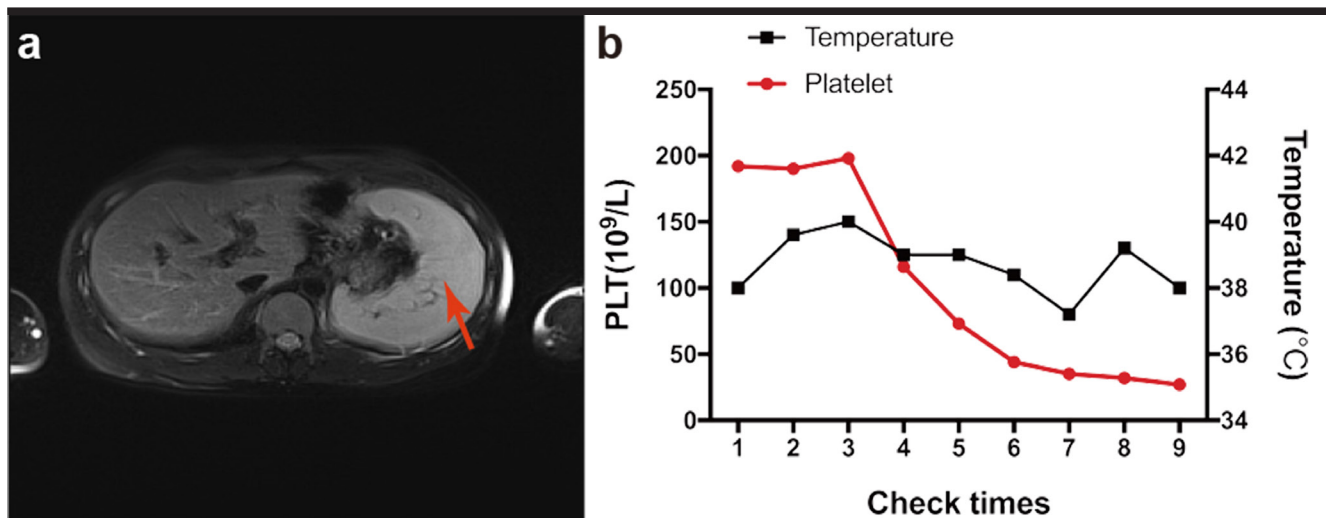 a
b
Temperature
Platelet
250
200
150
100
50
0
PLT(10⁹/L)
44
42
40
38
36
34
Temperature (°C)
1 2 3 4 5 6 7 8 9
Check times